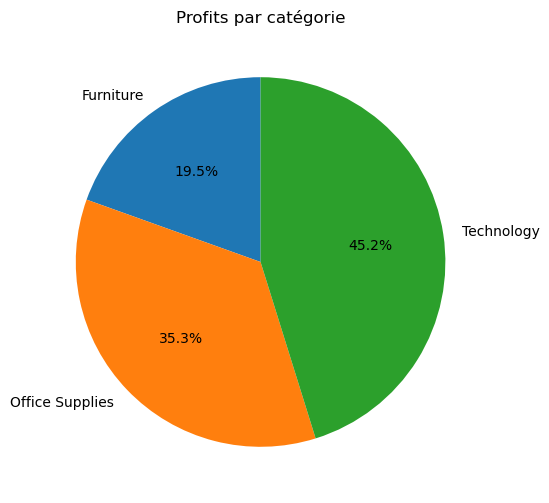 Profits par catégorie
Furniture
19.5%
Technology
45.2%
35.3%
Office Supplies